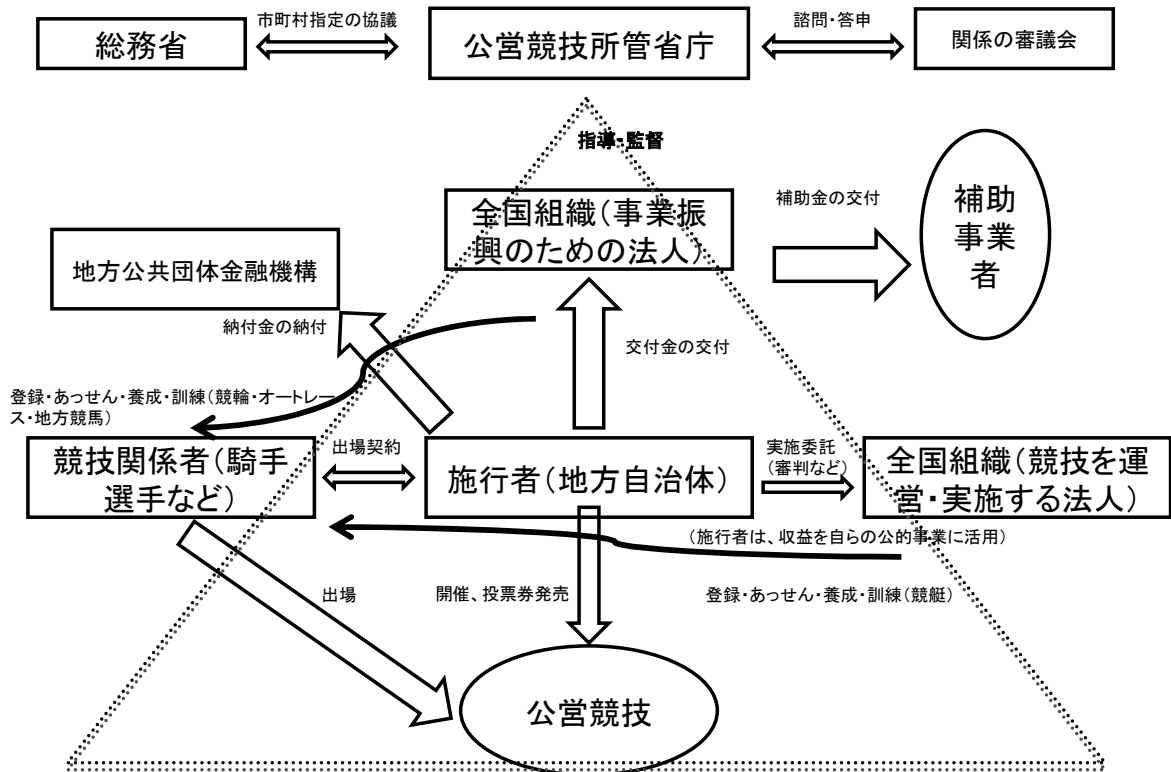 市町村指定の協議
諮問・答申
総務省
公営競技所管省庁
関係の審議会
指導・監督
全国組織（事業振
興のための法人）
補助金の交付
補助
事業
者
地方公共団体金融機構
納付金の納付
交付金の交付
登録・あっせん・養成・訓練（競輪・オートレー
ス・地方競馬）
競技関係者（騎手
選手など）
出場契約
施行者（地方自治体）
実施委託
（審判など）
全国組織（競技を運
営・実施する法人）
（施行者は、収益を自らの公的事業に活用）
出場
開催、投票券発売
登録・あっせん・養成・訓練（競艇）
公営競技